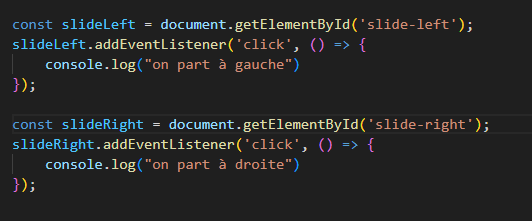 const slideLeft = document.getElementById('slide-left');
slideLeft.addEventListener('click', () => {
    console.log("on part à gauche")
});

const slideRight = document.getElementById('slide-right');
slideRight.addEventListener('click', () => {
    console.log("on part à droite")
});